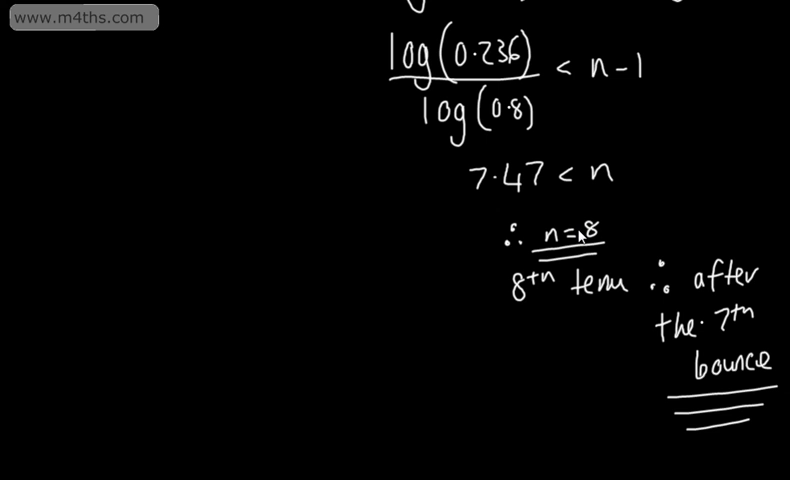 www.m4ths.com
log(0.236)
log(0.8)
< n - 1
7.47 < n
∴ n = 8
8th term ∴ after
the 7th
bounce